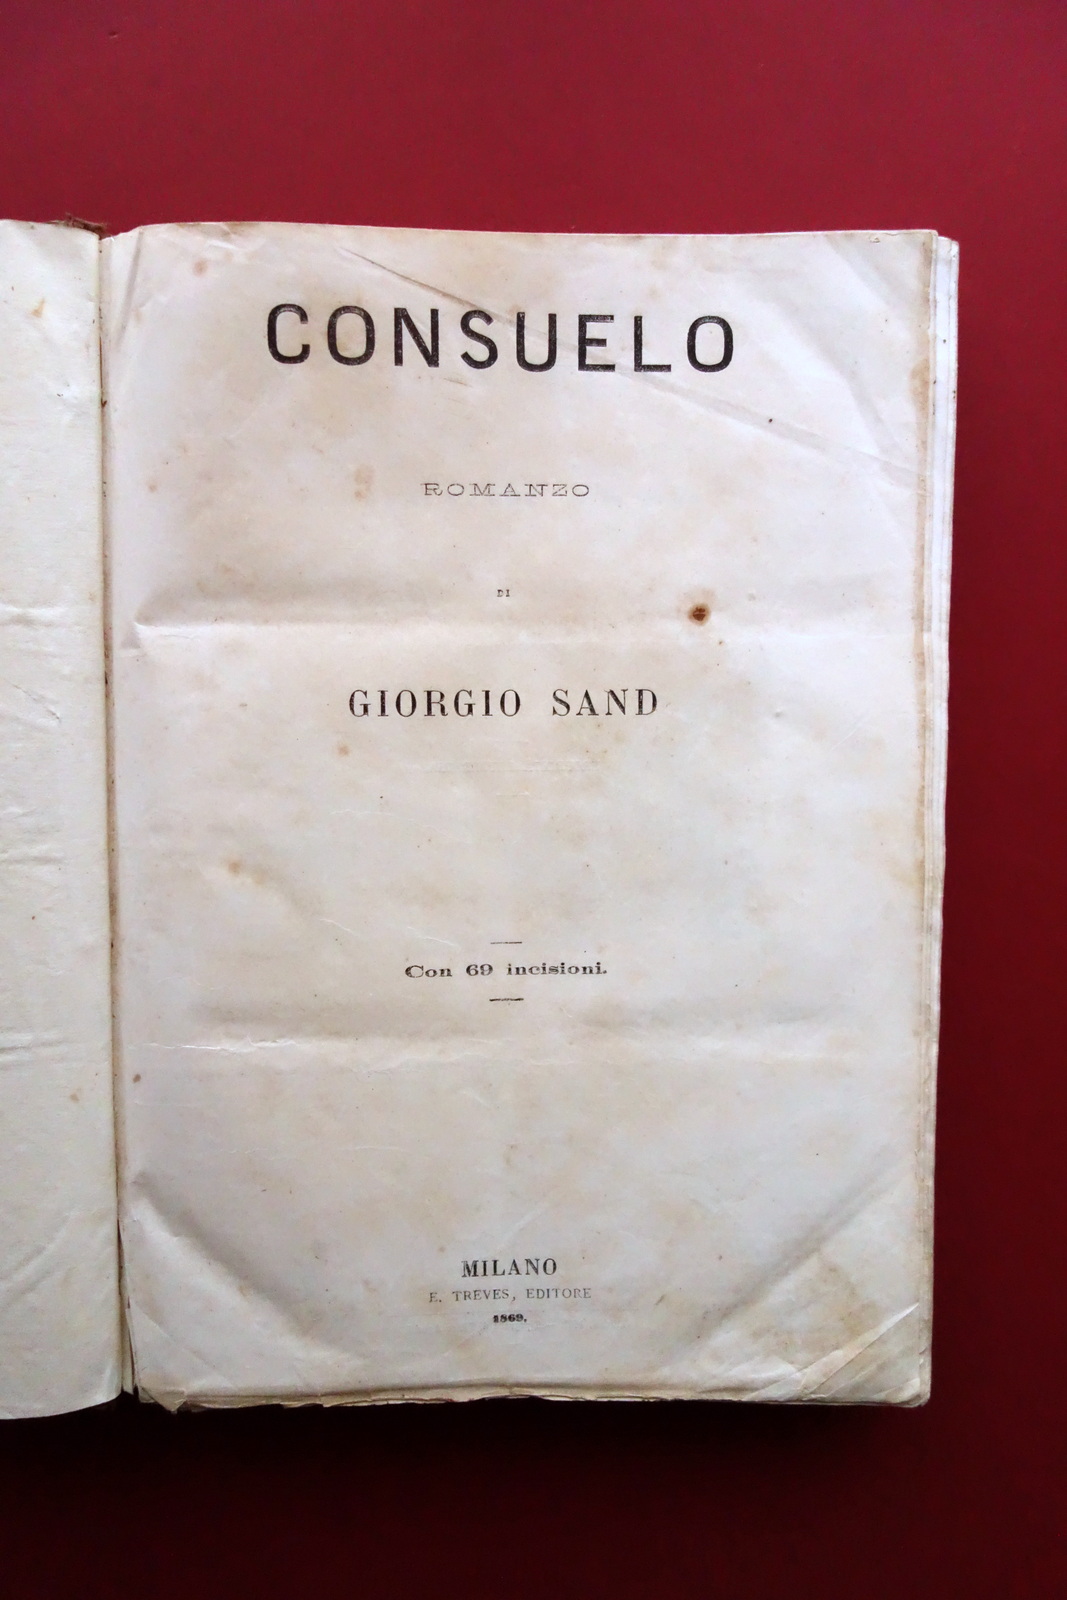 CONSUELO
ROMANZO
DI
GIORGIO SAND
Con 69 incisioni.
MILANO
E. TREVES, EDITORE
1869.